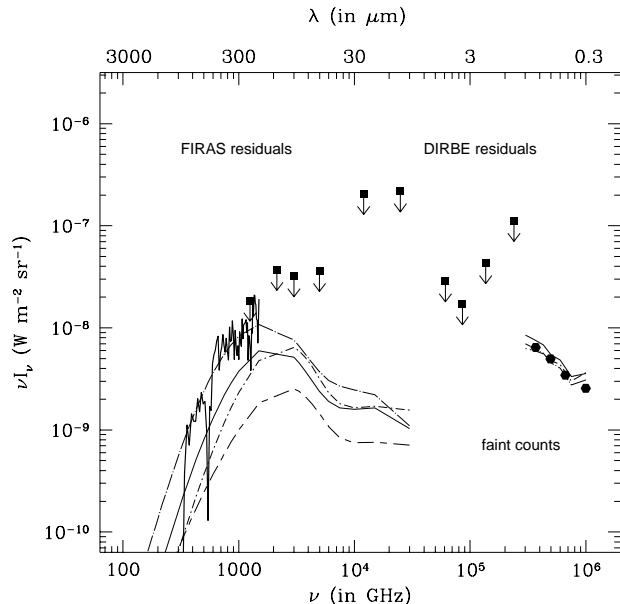 λ (in μm)
3000 300 30 3 0.3
FIRAS residuals DIRBE residuals
10⁻⁶
10⁻⁷
10⁻⁸
10⁻⁹
10⁻¹⁰
νI_ν (W m⁻² sr⁻¹)
faint counts
100 1000 10⁴ 10⁵ 10⁶
ν (in GHz)